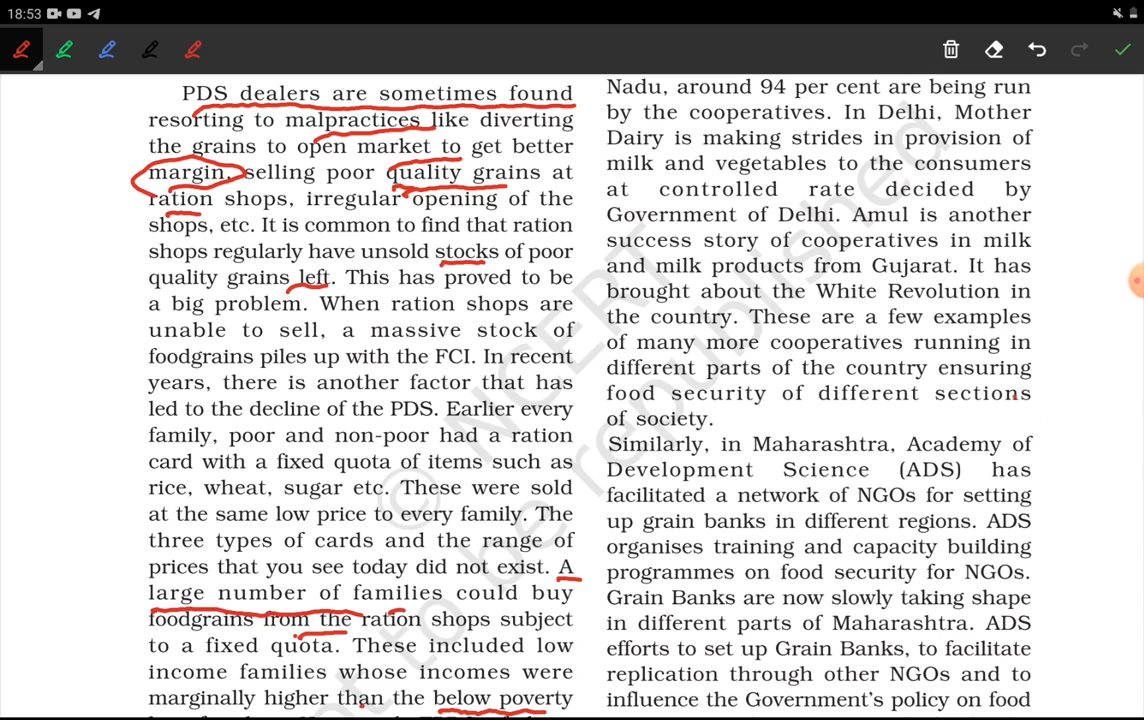 18:53
PDS dealers are sometimes found
resorting to malpractices like diverting
the grains to open market to get better
margin, selling poor quality grains at
ration shops, irregular opening of the
shops, etc. It is common to find that ration
shops regularly have unsold stocks of poor
quality grains left. This has proved to be
a big problem. When ration shops are
unable to sell, a massive stock of
foodgrains piles up with the FCI. In recent
years, there is another factor that has
led to the decline of the PDS. Earlier every
family, poor and non-poor had a ration
card with a fixed quota of items such as
rice, wheat, sugar etc. These were sold
at the same low price to every family. The
three types of cards and the range of
prices that you see today did not exist. A
large number of families could buy
foodgrains from the ration shops subject
to a fixed quota. These included low
income families whose incomes were
marginally higher than the below poverty
Nadu, around 94 per cent are being run
by the cooperatives. In Delhi, Mother
Dairy is making strides in provision of
milk and vegetables to the consumers
at controlled rate decided by
Government of Delhi. Amul is another
success story of cooperatives in milk
and milk products from Gujarat. It has
brought about the White Revolution in
the country. These are a few examples
of many more cooperatives running in
different parts of the country ensuring
food security of different sections
of society.
Similarly, in Maharashtra, Academy of
Development Science (ADS) has
facilitated a network of NGOs for setting
up grain banks in different regions. ADS
organises training and capacity building
programmes on food security for NGOs.
Grain Banks are now slowly taking shape
in different parts of Maharashtra. ADS
efforts to set up Grain Banks, to facilitate
replication through other NGOs and to
influence the Government's policy on food
© NCERT
not to be republished